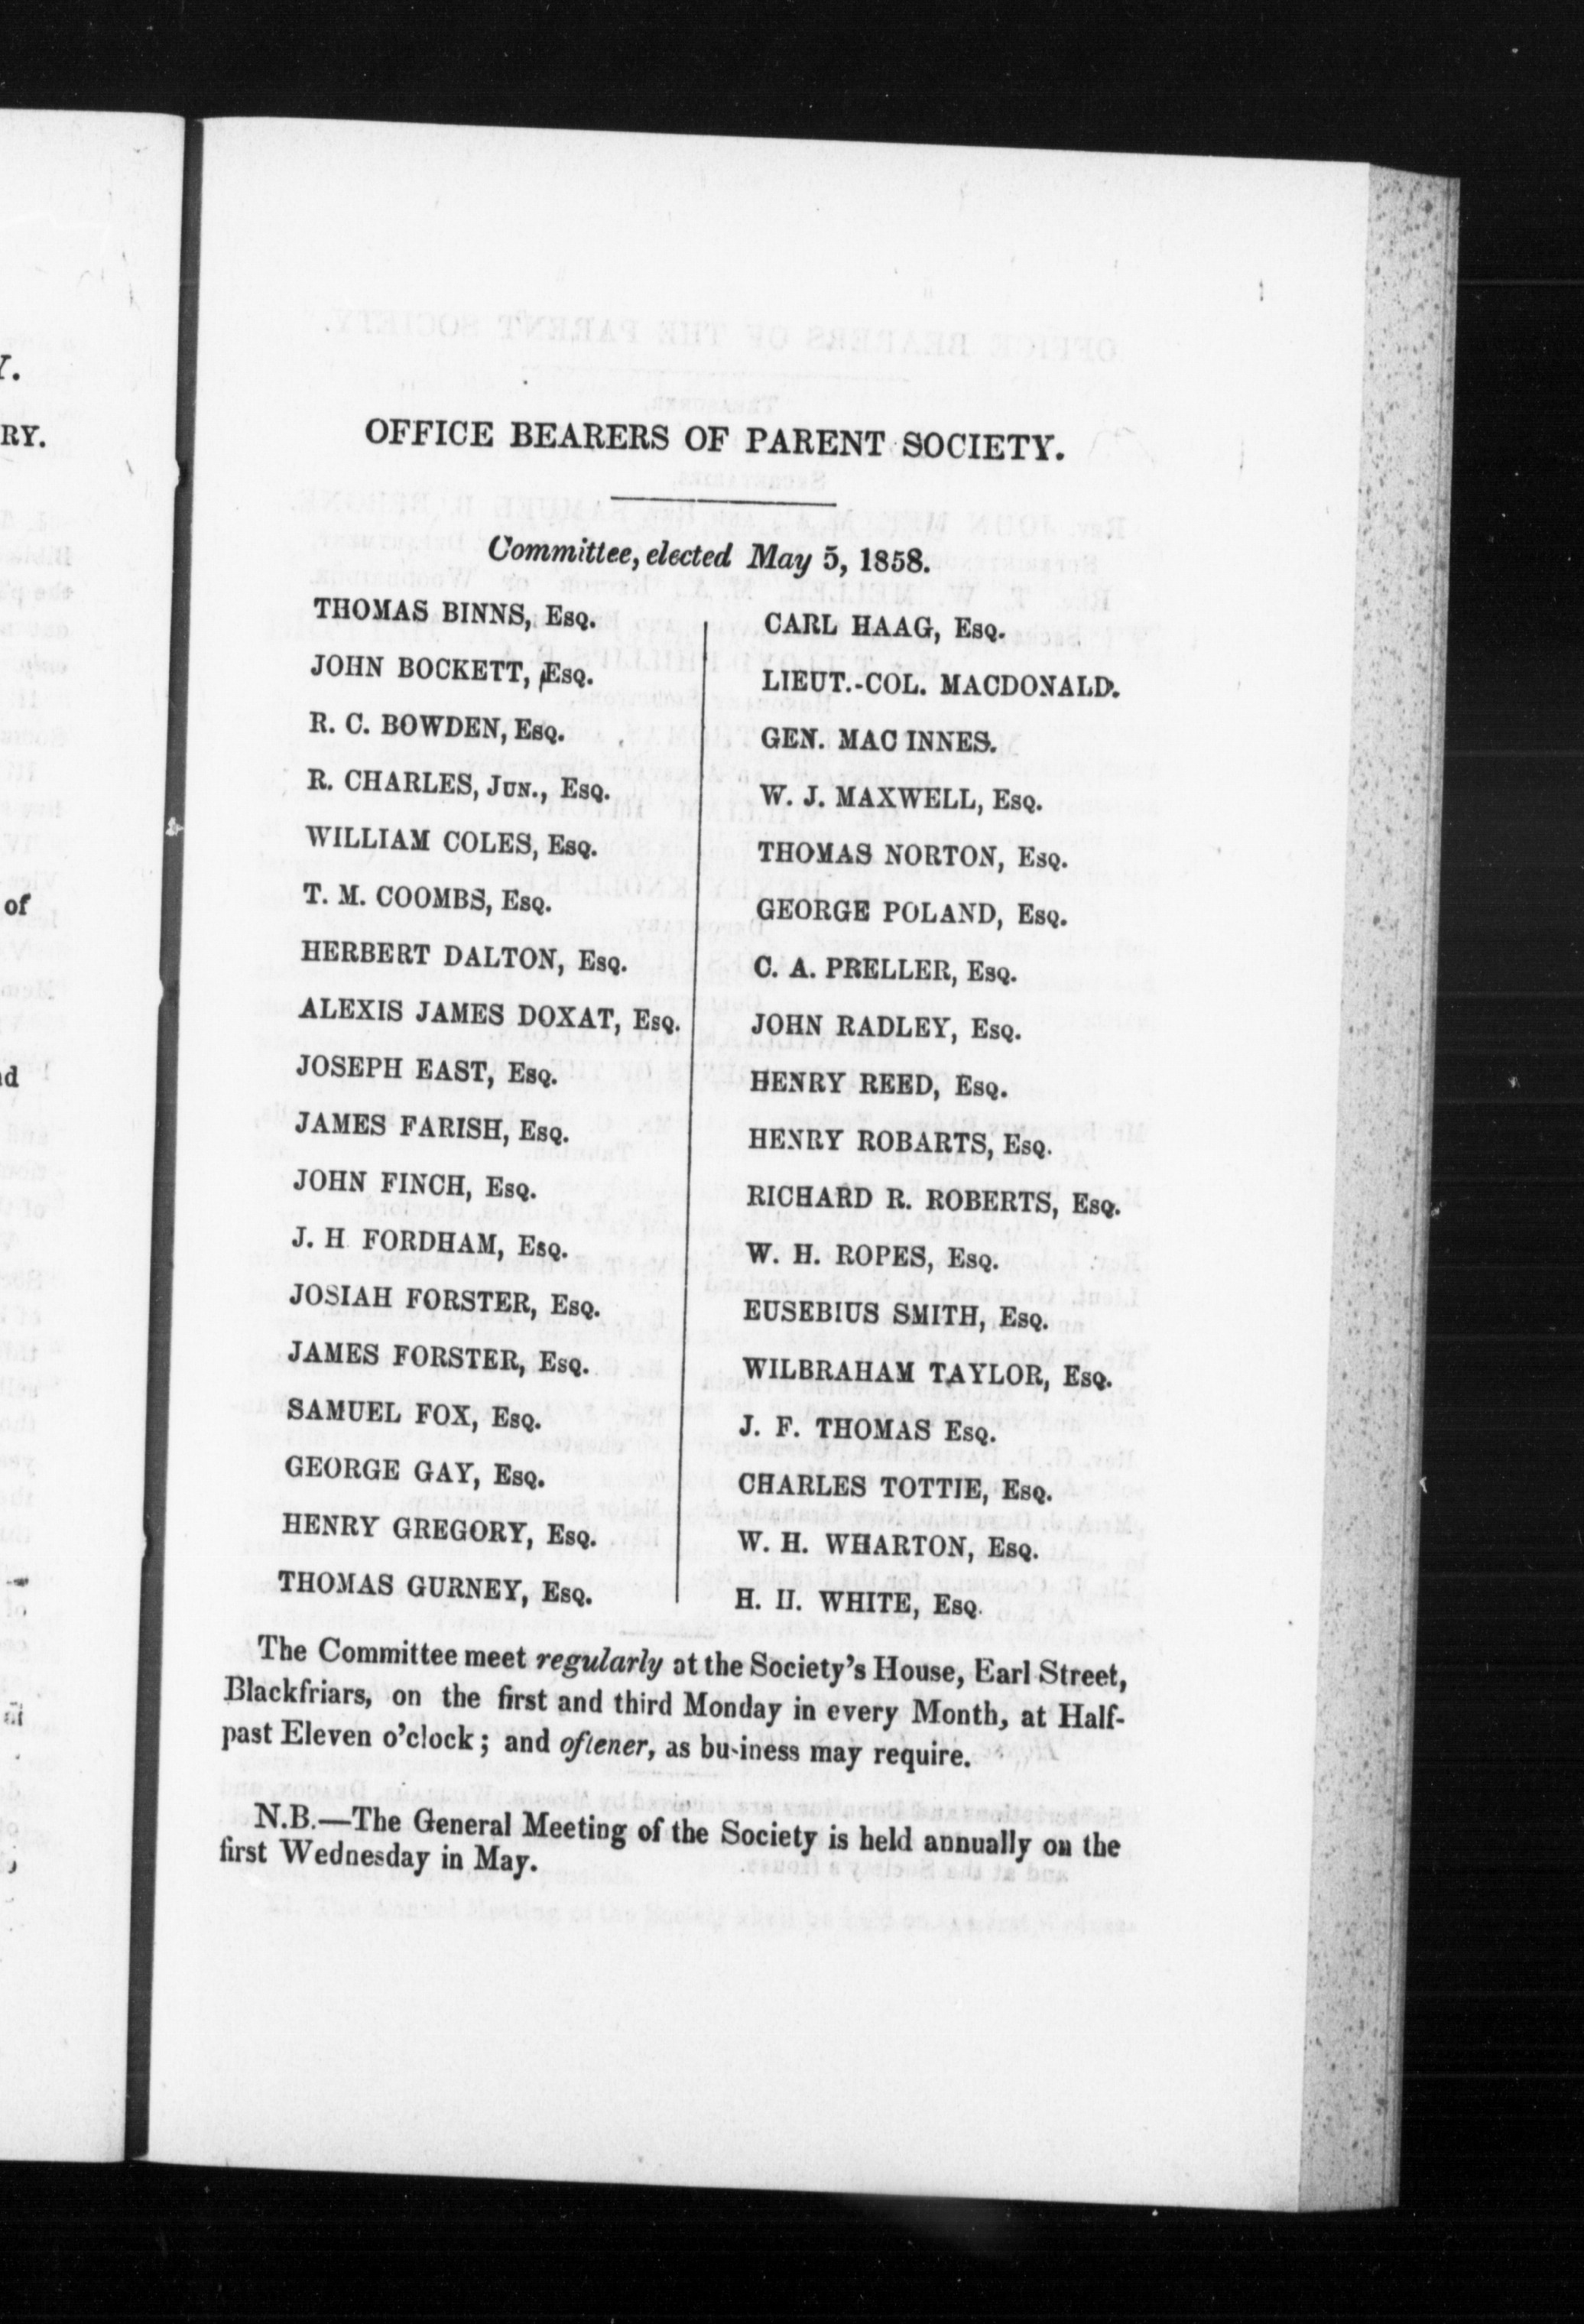 OFFICE BEARERS OF PARENT SOCIETY.
Committee, elected May 5, 1858.
THOMAS BINNS, Esq.
JOHN BOCKETT, Esq.
R. C. BOWDEN, Esq.
R. CHARLES, Jun., Esq.
WILLIAM COLES, Esq.
T. M. COOMBS, Esq.
HERBERT DALTON, Esq.
ALEXIS JAMES DOXAT, Esq.
JOSEPH EAST, Esq.
JAMES FARISH, Esq.
JOHN FINCH, Esq.
J. H FORDHAM, Esq.
JOSIAH FORSTER, Esq.
JAMES FORSTER, Esq.
SAMUEL FOX, Esq.
GEORGE GAY, Esq.
HENRY GREGORY, Esq.
THOMAS GURNEY, Esq.
CARL HAAG, Esq.
LIEUT.-COL. MACDONALD.
GEN. MAC INNES.
W. J. MAXWELL, Esq.
THOMAS NORTON, Esq.
GEORGE POLAND, Esq.
C. A. PRELLER, Esq.
JOHN RADLEY, Esq.
HENRY REED, Esq.
HENRY ROBARTS, Esq.
RICHARD R. ROBERTS, Esq.
W. H. ROPES, Esq.
EUSEBIUS SMITH, Esq.
WILBRAHAM TAYLOR, Esq.
J. F. THOMAS Esq.
CHARLES TOTTIE, Esq.
W. H. WHARTON, Esq.
H. H. WHITE, Esq.
The Committee meet regularly at the Society's House, Earl Street,
Blackfriars, on the first and third Monday in every Month, at Half-
past Eleven o'clock; and oftener, as business may require.
N.B.—The General Meeting of the Society is held annually on the
first Wednesday in May.